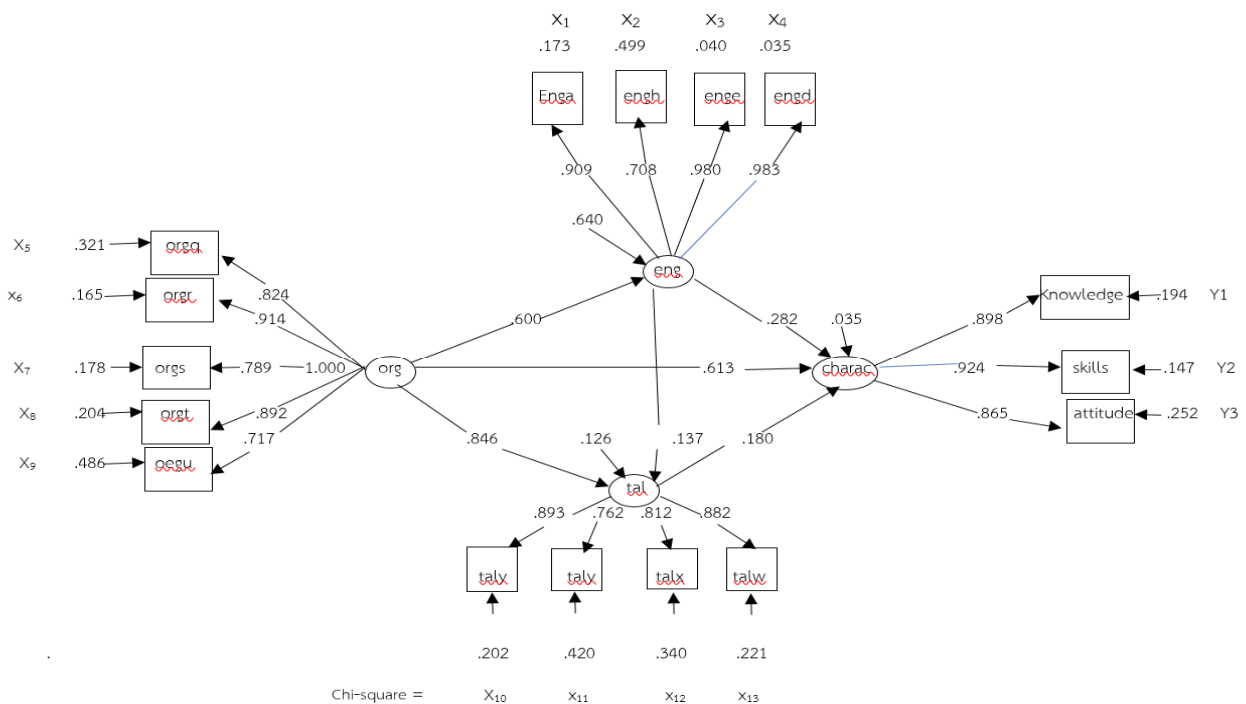 X1 X2 X3 X4
.173 .499 .040 .035
Enga engh enge engd
.909 .708 .980 .983
.640
X5 .321 orgq
eng
x6 .165 orgr .824
Knowledge .194 Y1
.914 .600 .282 .035 .898
X7 .178 orgs .789 1.000 org .613 charac .924 skills .147 Y2
X8 .204 orgt .892
.865 attitude .252 Y3
.717 .846 .126 .137 .180
X9 .486 oegu
tal
.893 .762 .812 .882
taly taly talx talw
.202 .420 .340 .221
.
Chi-square = X10 x11 x12 x13